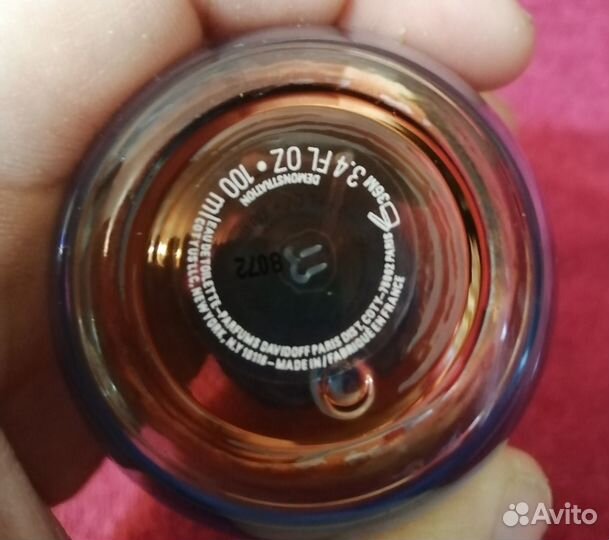 36M 3.4 FL OZ • 100 ml
DEMONSTRATION
EAU DE TOILETTE – PARFUMS DAVIDOFF PARIS DIST. COTY – 75002 PARIS
COTY US LLC, NEW YORK, N.Y. 10118 – MADE IN/FABRIQUÉ EN FRANCE
8072
Avito